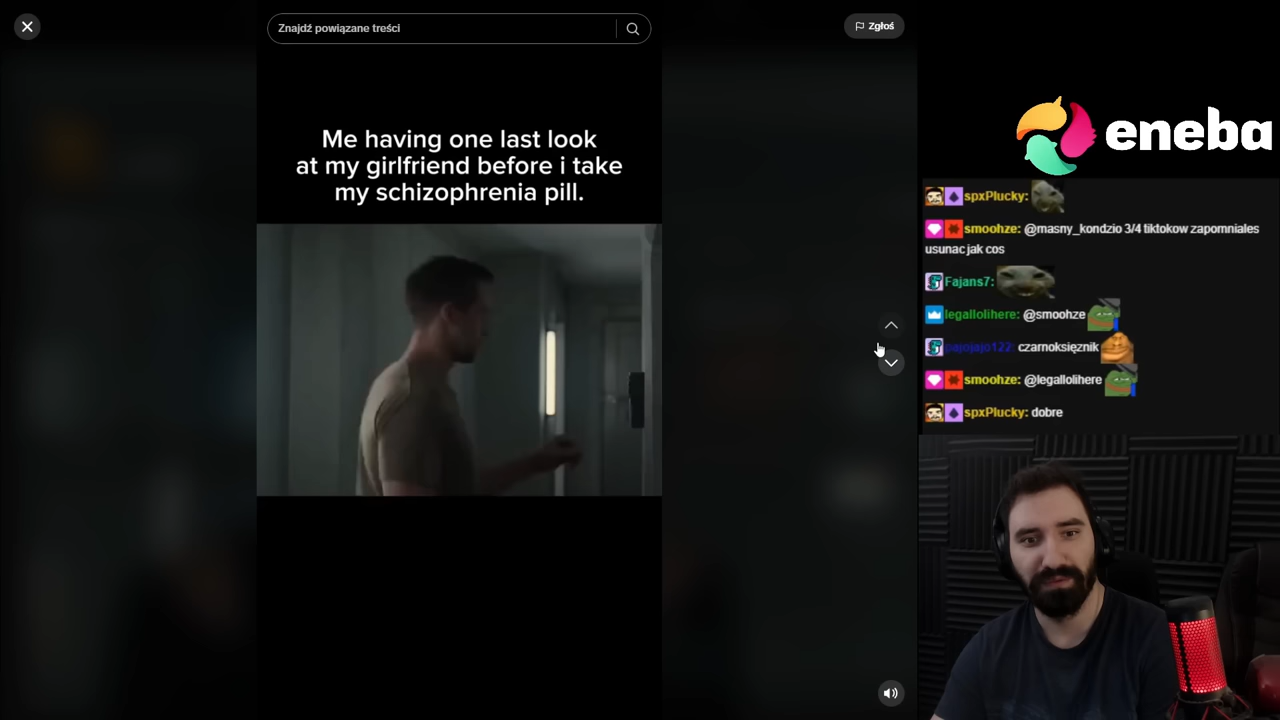 Znajdź powiązane treści
Zgłoś
Me having one last look
at my girlfriend before i take
my schizophrenia pill.
eneba
spxPlucky:
smoohze: @masny_kondzio 3/4 tiktokow zapomniales
usunac jak cos
Fajans7:
legallolihere: @smoohze
pajojajo122: czarnoksięznik
smoohze: @legallolihere
spxPlucky: dobre